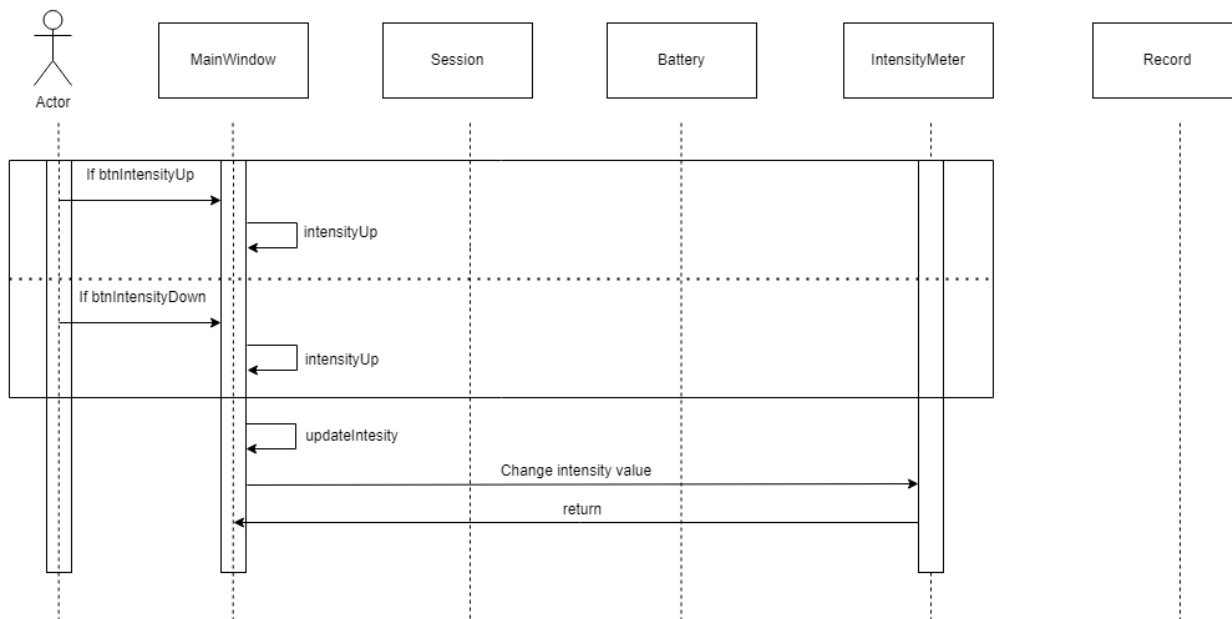 Actor
MainWindow
Session
Battery
IntensityMeter
Record
If btnIntensityUp
intensityUp
If btnIntensityDown
intensityUp
updateIntesity
Change intensity value
return